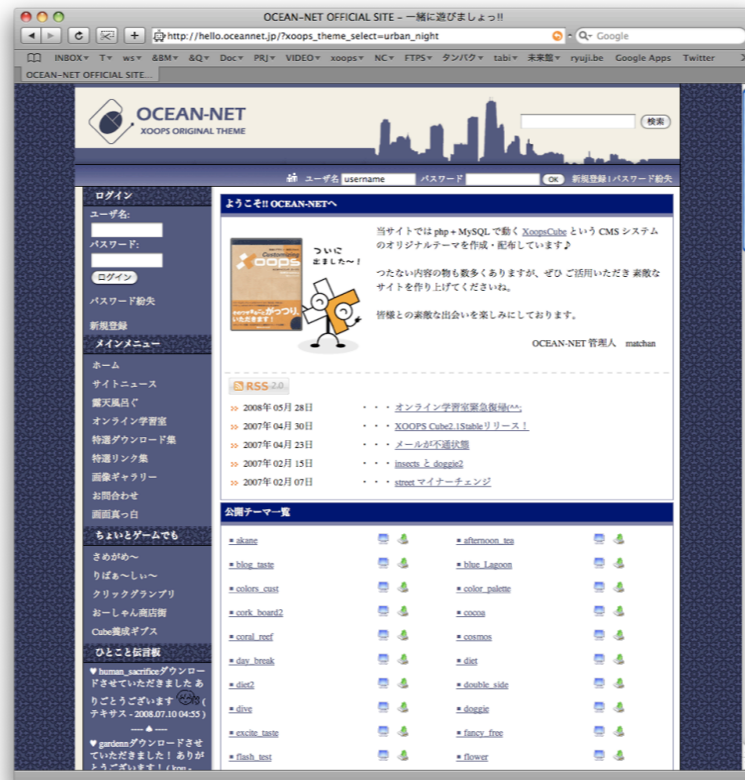 OCEAN-NET OFFICIAL SITE – 一緒に遊びましょっ!!
http://hello.oceannet.jp/?xoops_theme_select=urban_night
Google
INBOX▾ T▾ ws▾ &BM▾ &Q▾ Doc▾ PRJ▾ VIDEO▾ xoops▾ NC▾ FTPS▾ タンパク▾ tabi▾ 未来館▾ ryuji.be Google Apps Twitter
OCEAN-NET OFFICIAL SITE...
OCEAN-NET
XOOPS ORIGINAL THEME
検索
ユーザ名 username パスワード OK 新規登録 | パスワード紛失
ログイン
ユーザ名:
パスワード:
ログイン
パスワード紛失
新規登録
メインメニュー
ホーム
サイトニュース
露天風呂ぐ
オンライン学習室
特選ダウンロード集
特選リンク集
画像ギャラリー
お問合わせ
画面真っ白
ちょいとゲームでも
さめがめ〜
りばぁ〜しぃ〜
クリックグランプリ
おーしゃん商店街
Cube養成ギプス
ひとこと伝言板
♥ human_sacrificeダウンロー
ドさせていただきました あ
りごとうございます (
テキサス - 2008.07.10 04:55 )
---- ♠ ----
♥ gardennダウンロードさせ
ていただきました！ ありが
とうございます！
ようこそ!! OCEAN-NETへ
Customizing
XOOPS
がっつり、
いただきます！
ついに
出ました〜！
当サイトでは php + MySQL で動く XoopsCube という CMS システム
のオリジナルテーマを作成・配布しています♪
つたない内容の物も数多くありますが、ぜひ ご活用いただき 素敵な
サイトを作り上げてくださいね。
皆様との素敵な出会いを楽しみにしております。
OCEAN-NET 管理人 matchan
RSS 2.0
2008年 05月 28日 ・・・ オンライン学習室緊急復帰(^^;
2007年 04月 30日 ・・・ XOOPS Cube2.1Stableリリース！
2007年 04月 23日 ・・・ メールが不通状態
2007年 02月 15日 ・・・ insects と doggie2
2007年 02月 07日 ・・・ street マイナーチェンジ
公開テーマ一覧
akane afternoon_tea
blog_taste blue_Lagoon
colors_cust color_palette
cork_board2 cocoa
coral_reef cosmos
day_break diet
diet2 double_side
dive doggie
excite_taste fancy_free
flash_test flower